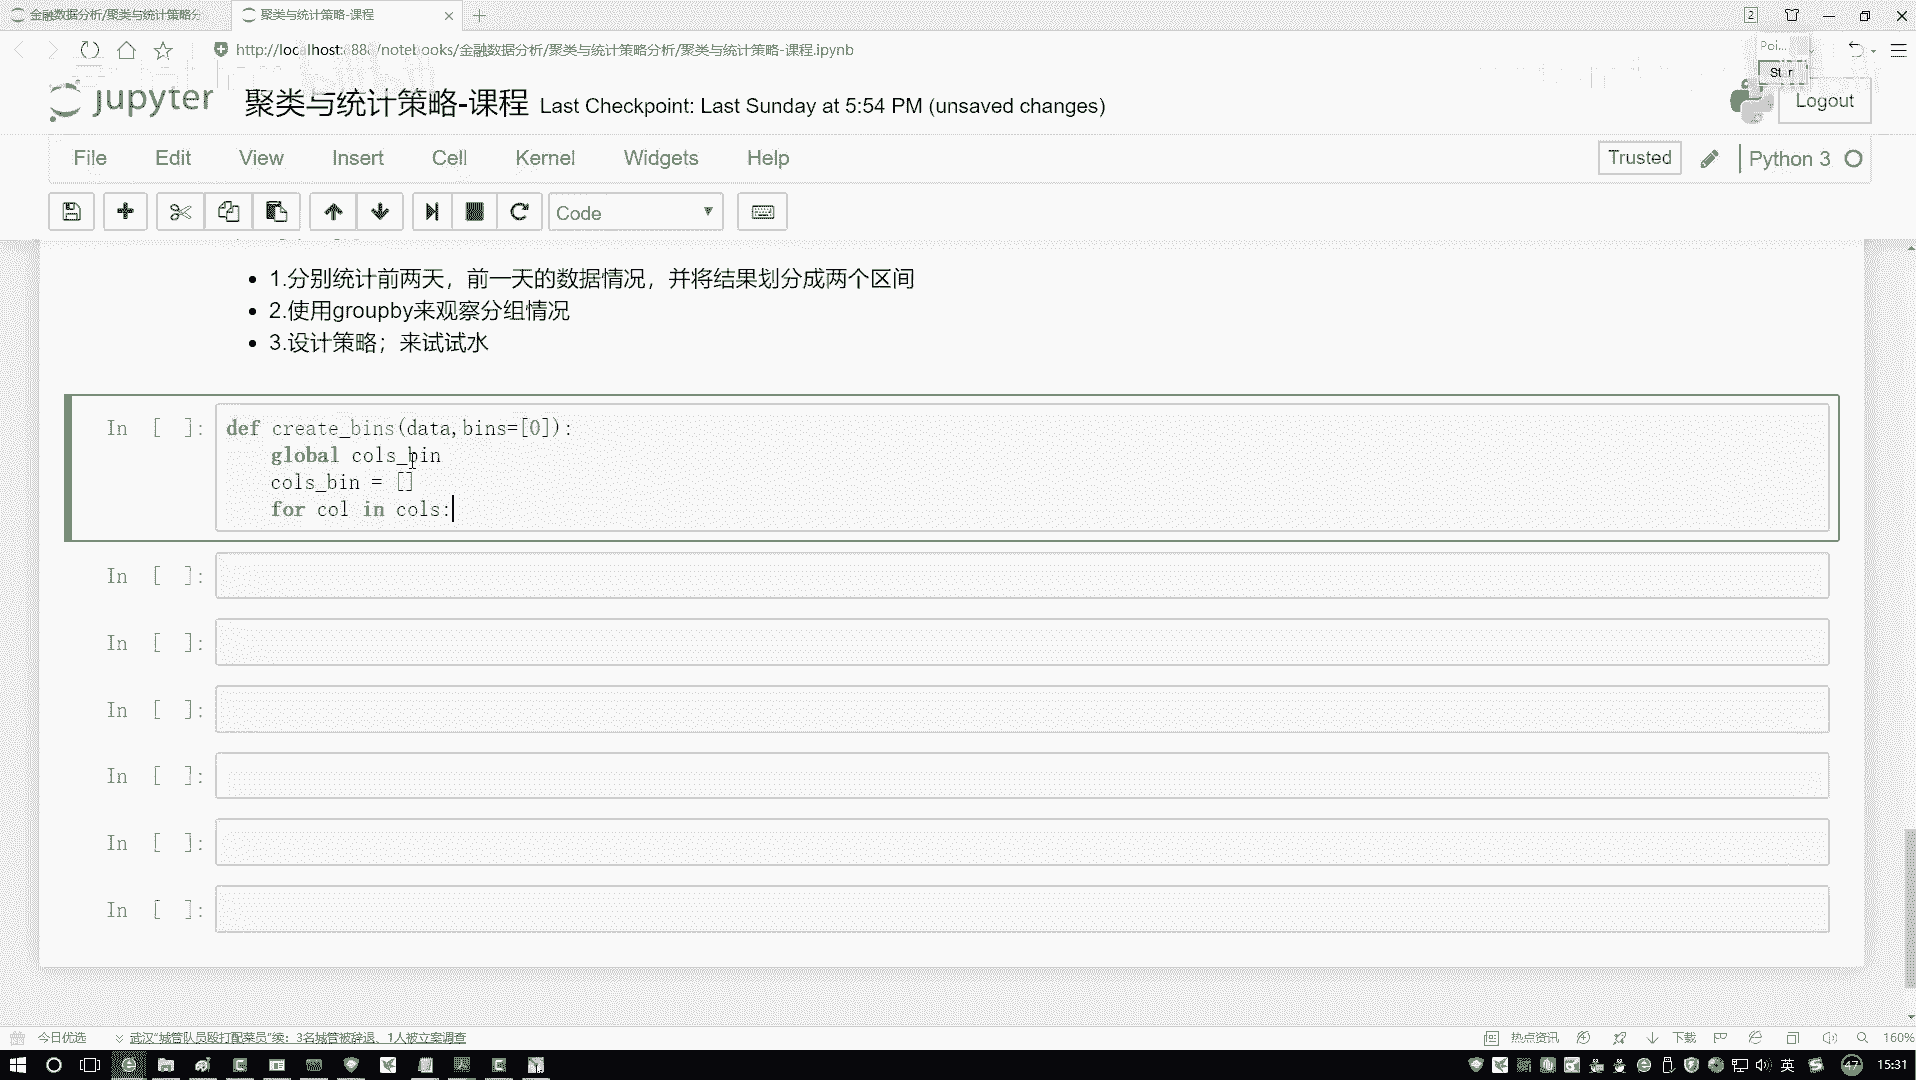 金融数据分析/聚类与统计策略分
聚类与统计策略-课程
2
http://localhost:888/notebooks/金融数据分析/聚类与统计策略分析/聚类与统计策略-课程.ipynb
Poi...
jupyter
聚类与统计策略-课程 Last Checkpoint: Last Sunday at 5:54 PM (unsaved changes)
Logout
File Edit View Insert Cell Kernel Widgets Help
Trusted
Python 3
Code
1.分别统计前两天，前一天的数据情况，并将结果划分成两个区间
2.使用groupby来观察分组情况
3.设计策略；来试试水
In [ ]:
def create_bins(data,bins=[0]):
global cols_bin
cols_bin = []
for col in cols:
In [ ]:
In [ ]:
In [ ]:
In [ ]:
In [ ]:
In [ ]:
今日优选
武汉“城管队员殴打配菜员”续：3名城管被辞退、1人被立案调查
热点资讯
下载
160%
英
47
15:31